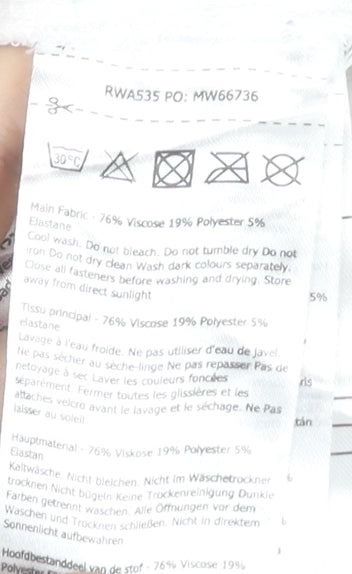 RWA535 PO: MW66736
30°C
Main Fabric - 76% Viscose 19% Polyester 5%
Elastane
Cool wash. Do not bleach. Do not tumble dry Do not
iron Do not dry clean Wash dark colours separately.
Close all fasteners before washing and drying. Store
away from direct sunlight
5%
Tissu principal - 76% Viscose 19% Polyester 5%
elastane
Lavage à l'eau froide. Ne pas utiliser d'eau de javel
Ne pas sécher au sèche-linge Ne pas repasser Pas de
netoyage à sec Laver les couleurs foncées
ris
séparément. Fermer toutes les glissières et les
attaches velcro avant le lavage et le séchage. Ne Pas
tán
laisser au soleil
Hauptmaterial - 76% Viskose 19% Polyester 5%
Elastan
Kaltwäsche. Nicht bleichen. Nicht im Wäschetrockner
trocknen Nicht bügeln Keine Trockenreinigung Dunkle
Farben getrennt waschen. Alle Öffnungen vor dem
Waschen und Trocknen schließen. Nicht in direktem
Sonnenlicht aufbewahren
Hoofdbestanddeel van de stof - 76% Viscose 19%
Polyester